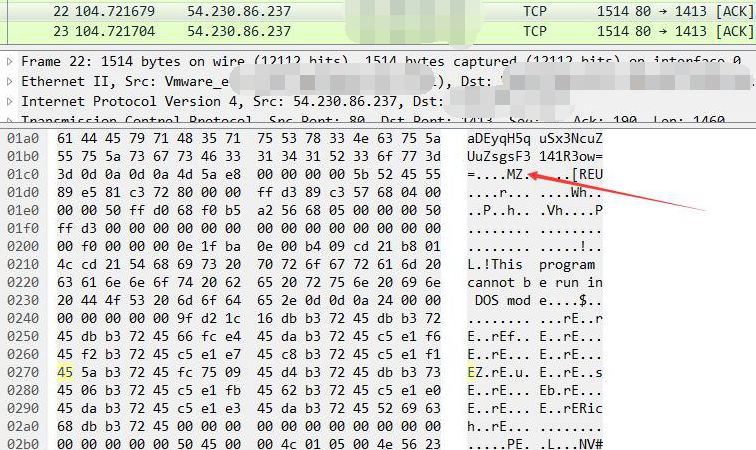 22 104.721679 54.230.86.237 TCP 1514 80 → 1413 [ACK]
23 104.721704 54.230.86.237 TCP 1514 80 → 1413 [ACK]
Frame 22: 1514 bytes on wire (12112 bits), 1514 bytes captured (12112 bits) on interface 0
Ethernet II, Src: Vmware_e ), Dst:
Internet Protocol Version 4, Src: 54.230.86.237, Dst:
Transmission Control Protocol, Src Port: 80, Dst Port: 1413, Seq: Ack: 190, Len: 1460
01a0 61 44 45 79 71 48 35 71 75 53 78 33 4e 63 75 5a aDEyqH5q uSx3NcuZ
01b0 55 75 5a 73 67 73 46 33 31 34 31 52 33 6f 77 3d UuZsgsF3 141R3ow=
01c0 3d 0d 0a 0d 0a 4d 5a e8 00 00 00 00 5b 52 45 55 =....MZ. ....[REU
01d0 89 e5 81 c3 72 80 00 00 ff d3 89 c3 57 68 04 00 ....r... ....Wh..
01e0 00 00 50 ff d0 68 f0 b5 a2 56 68 05 00 00 00 50 ..P..h.. .Vh....P
01f0 ff d3 00 00 00 00 00 00 00 00 00 00 00 00 00 00 ........ ........
0200 00 f0 00 00 00 0e 1f ba 0e 00 b4 09 cd 21 b8 01 ........ .....!..
0210 4c cd 21 54 68 69 73 20 70 72 6f 67 72 61 6d 20 L.!This program
0220 63 61 6e 6e 6f 74 20 62 65 20 72 75 6e 20 69 6e cannot b e run in
0230 20 44 4f 53 20 6d 6f 64 65 2e 0d 0d 0a 24 00 00 DOS mod e....$..
0240 00 00 00 00 00 9f d2 1c 16 db b3 72 45 db b3 72 ........ ...rE..r
0250 45 db b3 72 45 66 fc e4 45 da b3 72 45 c5 e1 f6 E..rEf.. E..rE...
0260 45 f2 b3 72 45 c5 e1 e7 45 c8 b3 72 45 c5 e1 f1 E..rE... E..rE...
0270 45 5a b3 72 45 fc 75 09 45 d4 b3 72 45 db b3 73 EZ.rE.u. E..rE..s
0280 45 06 b3 72 45 c5 e1 fb 45 62 b3 72 45 c5 e1 e0 E..rE... Eb.rE...
0290 45 da b3 72 45 c5 e1 e3 45 da b3 72 45 52 69 63 E..rE... E..rERic
02a0 68 db b3 72 45 00 00 00 00 00 00 00 00 00 00 00 h..rE... ........
02b0 00 00 00 00 00 50 45 00 00 4c 01 05 00 4e 56 23 .....PE. .L...NV#